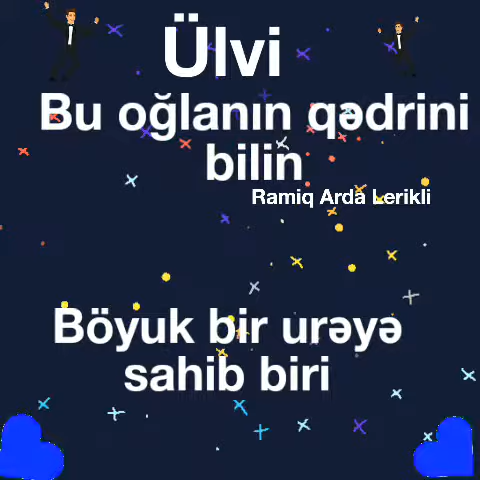 Ülvi
Bu oğlanın qədrini
bilin
Ramiq Arda Lerikli
Böyuk bir urəyə
sahib biri